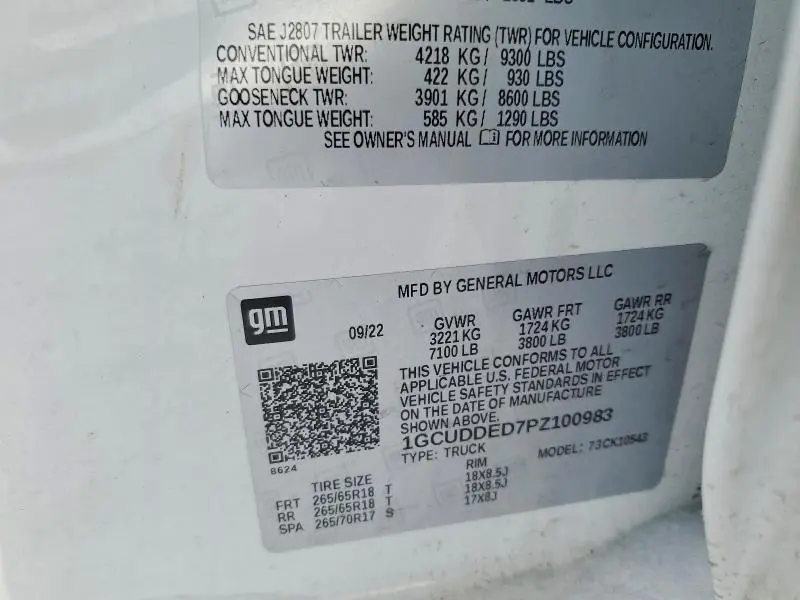 LBS
SAE J2807 TRAILER WEIGHT RATING (TWR) FOR VEHICLE CONFIGURATION.
CONVENTIONAL TWR: 4218 KG/ 9300 LBS
MAX TONGUE WEIGHT: 422 KG/ 930 LBS
GOOSENECK TWR: 3901 KG/ 8600 LBS
MAX TONGUE WEIGHT: 585 KG/ 1290 LBS
SEE OWNER'S MANUAL FOR MORE INFORMATION
gm
MFD BY GENERAL MOTORS LLC
09/22
GVWR
3221 KG
7100 LB
GAWR FRT
1724 KG
3800 LB
GAWR RR
1724 KG
3800 LB
THIS VEHICLE CONFORMS TO ALL
APPLICABLE U.S. FEDERAL MOTOR
VEHICLE SAFETY STANDARDS IN EFFECT
ON THE DATE OF MANUFACTURE
SHOWN ABOVE.
1GCUDDED7PZ100983
TYPE: TRUCK MODEL: 73CK10543
8624
TIRE SIZE RIM
FRT 265/65R18 T 18X8.5J
RR 265/65R18 T 18X8.5J
SPA 265/70R17 S 17X8J